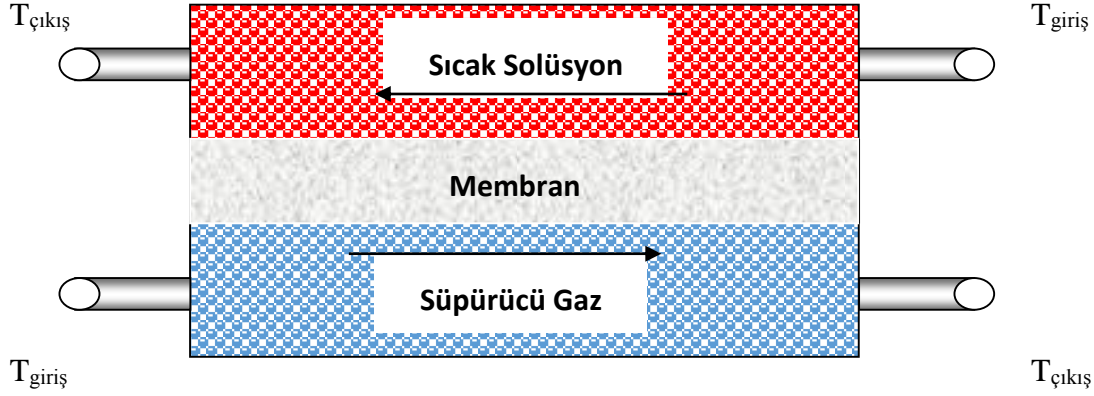 Tçıkış
Tgiriş
Sıcak Solüsyon
Membran
Süpürücü Gaz
Tgiriş
Tçıkış